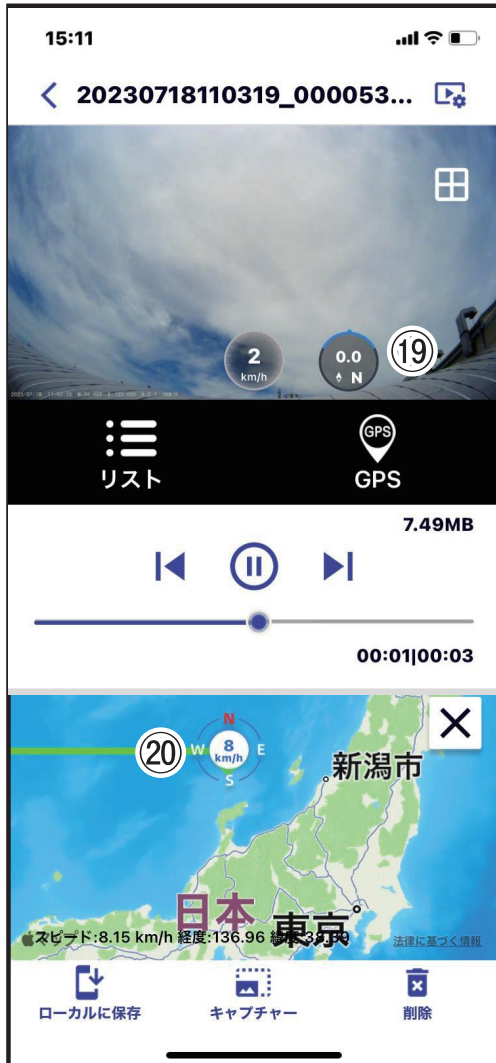 15:11
20230718110319_000053...
2
km/h
0.0
N
⑲
リスト
GPS
GPS
7.49MB
00:01|00:03
⑳
N
W
8
km/h
E
S
新潟市
日本
東京
スピード:8.15 km/h 経度:136.96
法律に基づく情報
ローカルに保存
キャプチャー
削除